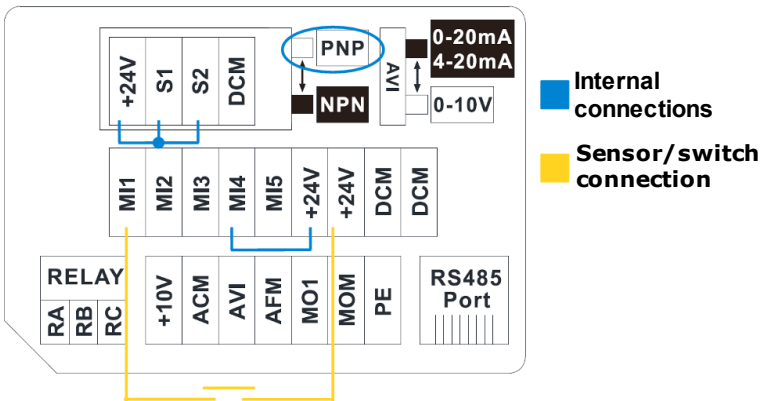 +24V
S1
S2
DCM
PNP
NPN
AVI
0-20mA
4-20mA
0-10V
Internal
connections
Sensor/switch
connection
MI1
MI2
MI3
MI4
MI5
+24V
+24V
DCM
DCM
RELAY
RA
RB
RC
+10V
ACM
AVI
AFM
MO1
MOM
PE
RS485
Port